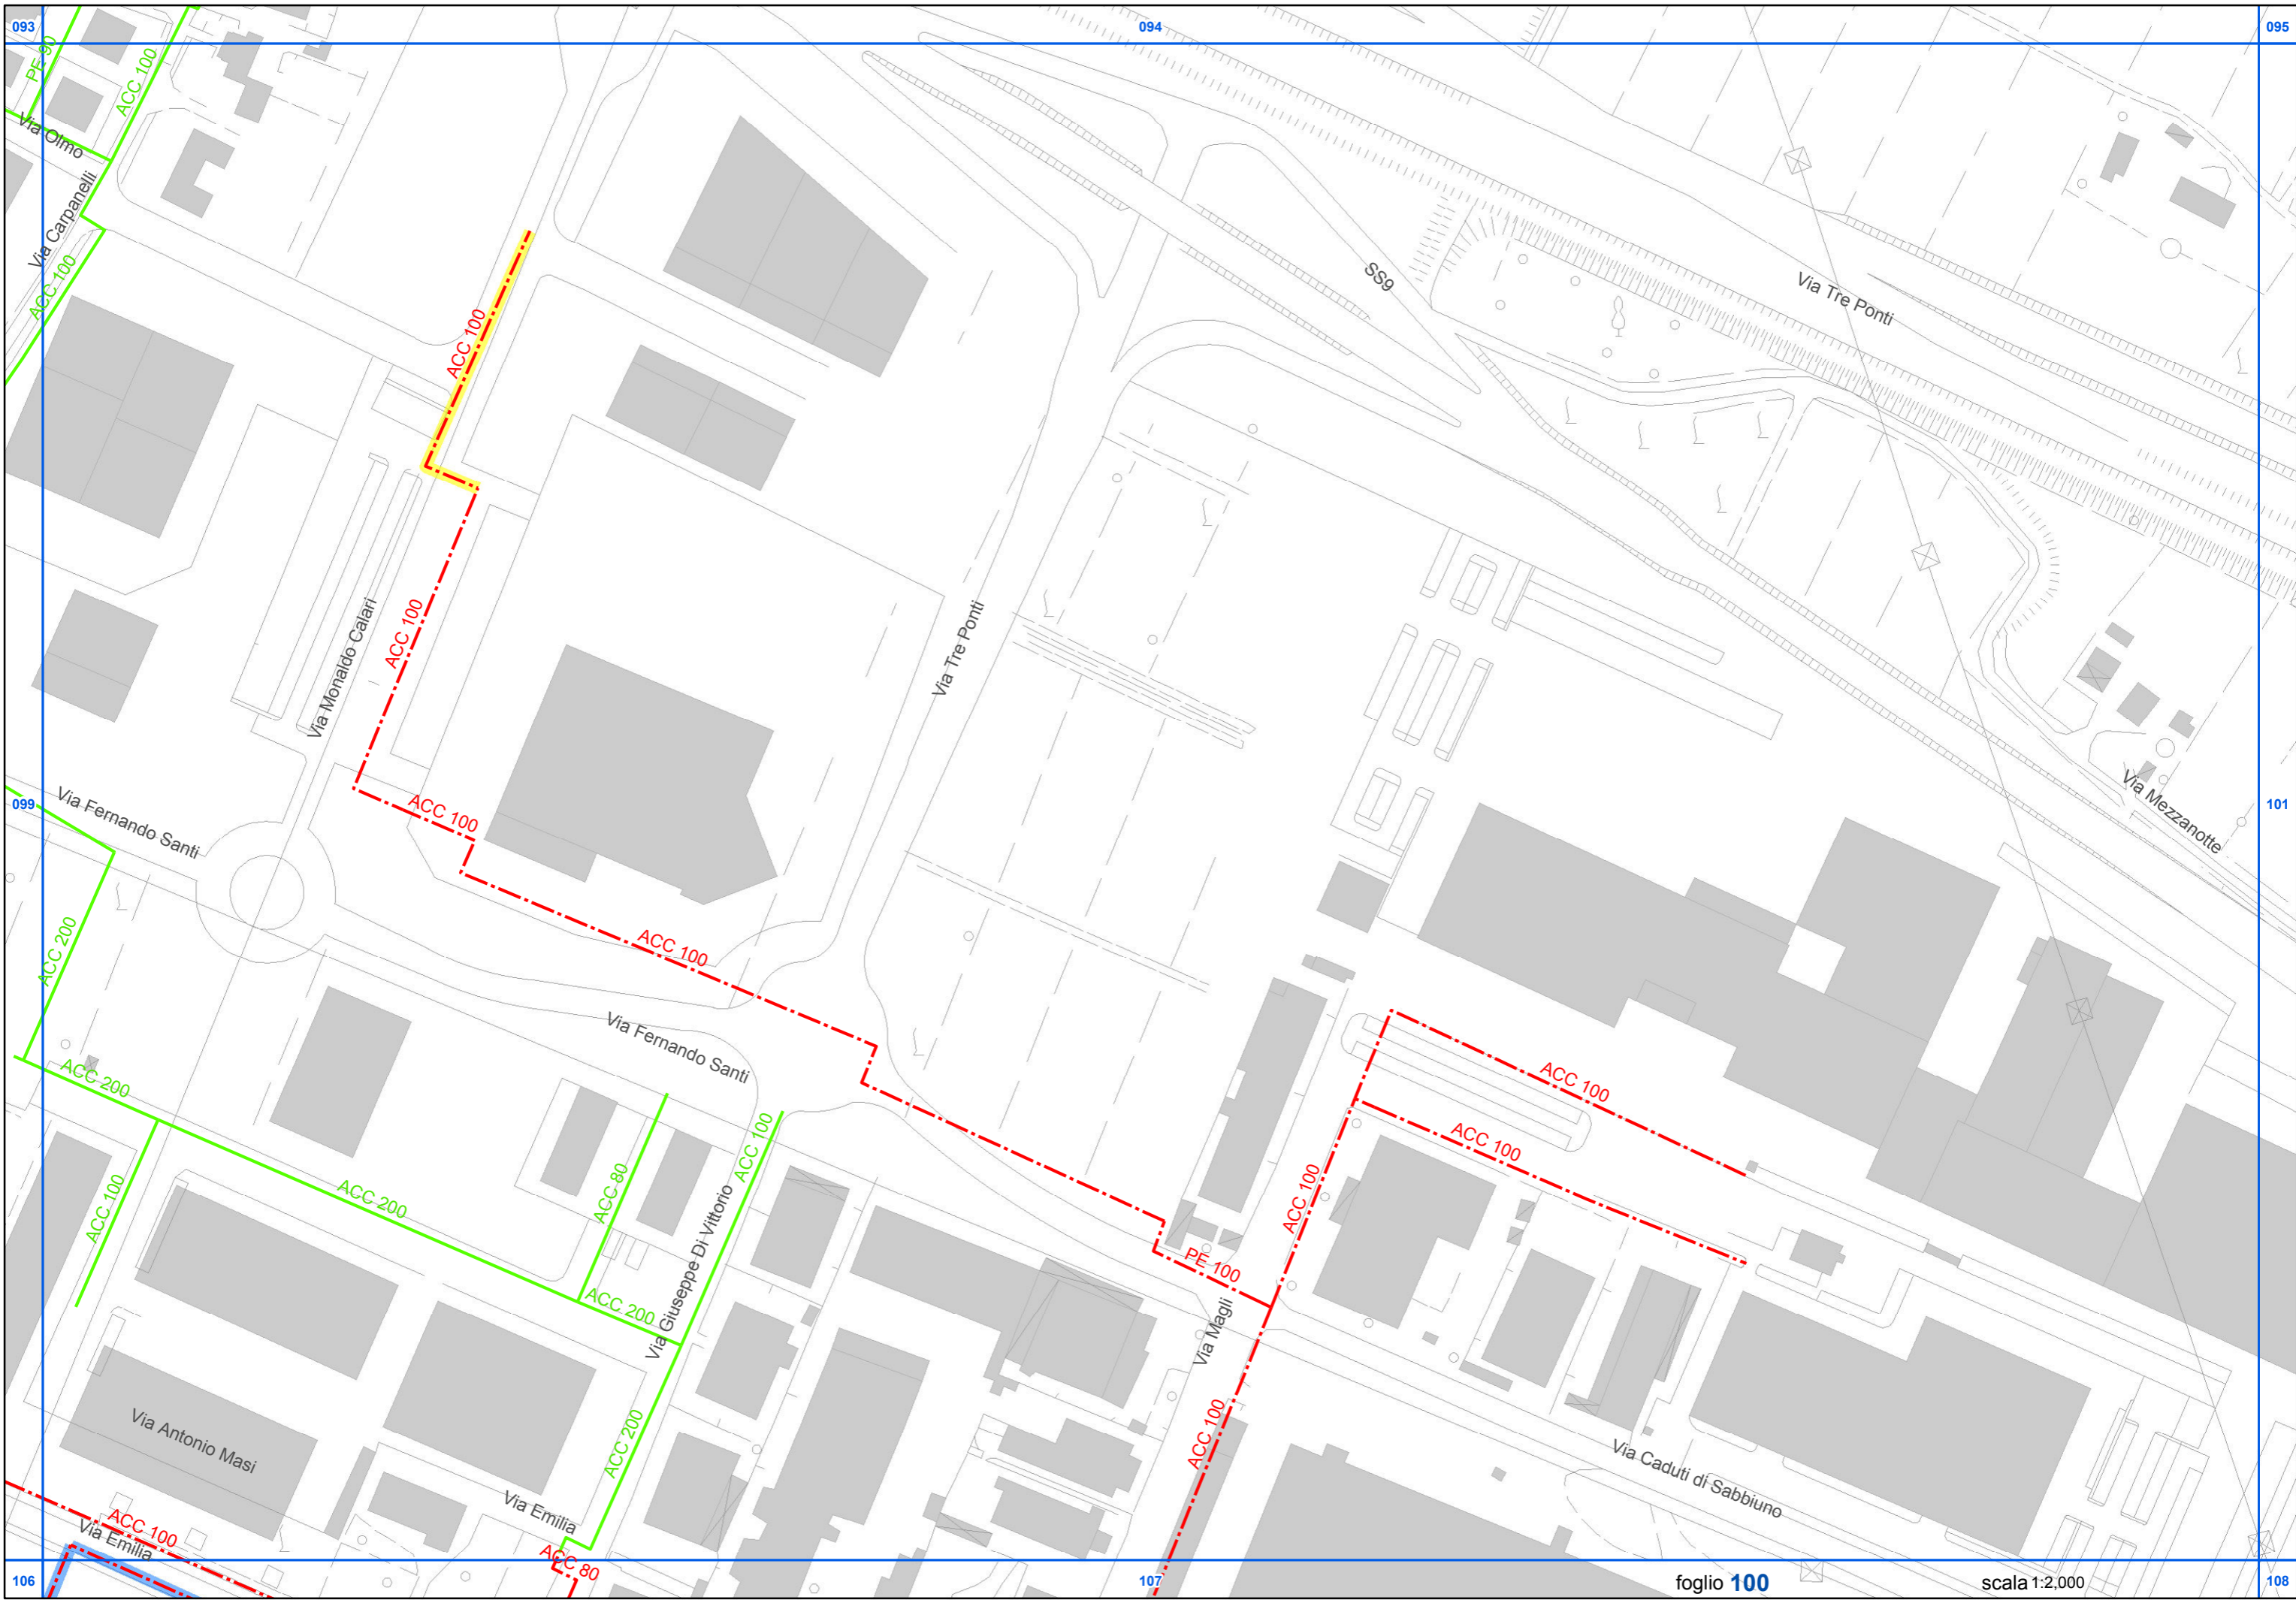 093
094
095
PE 90
ACC 100
Via Olmo
Via Carpanelli
ACC 100
SS9
Via Tre Ponti
ACC 100
ACC 100
Via Monaldo Calari
Via Tre Ponti
099
Via Fernando Santi
ACC 100
101
Via Mezzanotte
ACC 200
ACC 100
Via Fernando Santi
ACC 200
ACC 100
ACC 100
ACC 100
ACC 80
ACC 100
ACC 200
ACC 100
Via Giuseppe Di Vittorio
ACC 100
PE 100
ACC 200
Via Magli
Via Antonio Masi
ACC 200
ACC 100
Via Caduti di Sabbiuno
Via Emilia
ACC 100
Via Emilia
ACC 80
106
107
foglio 100
scala 1:2,000
108